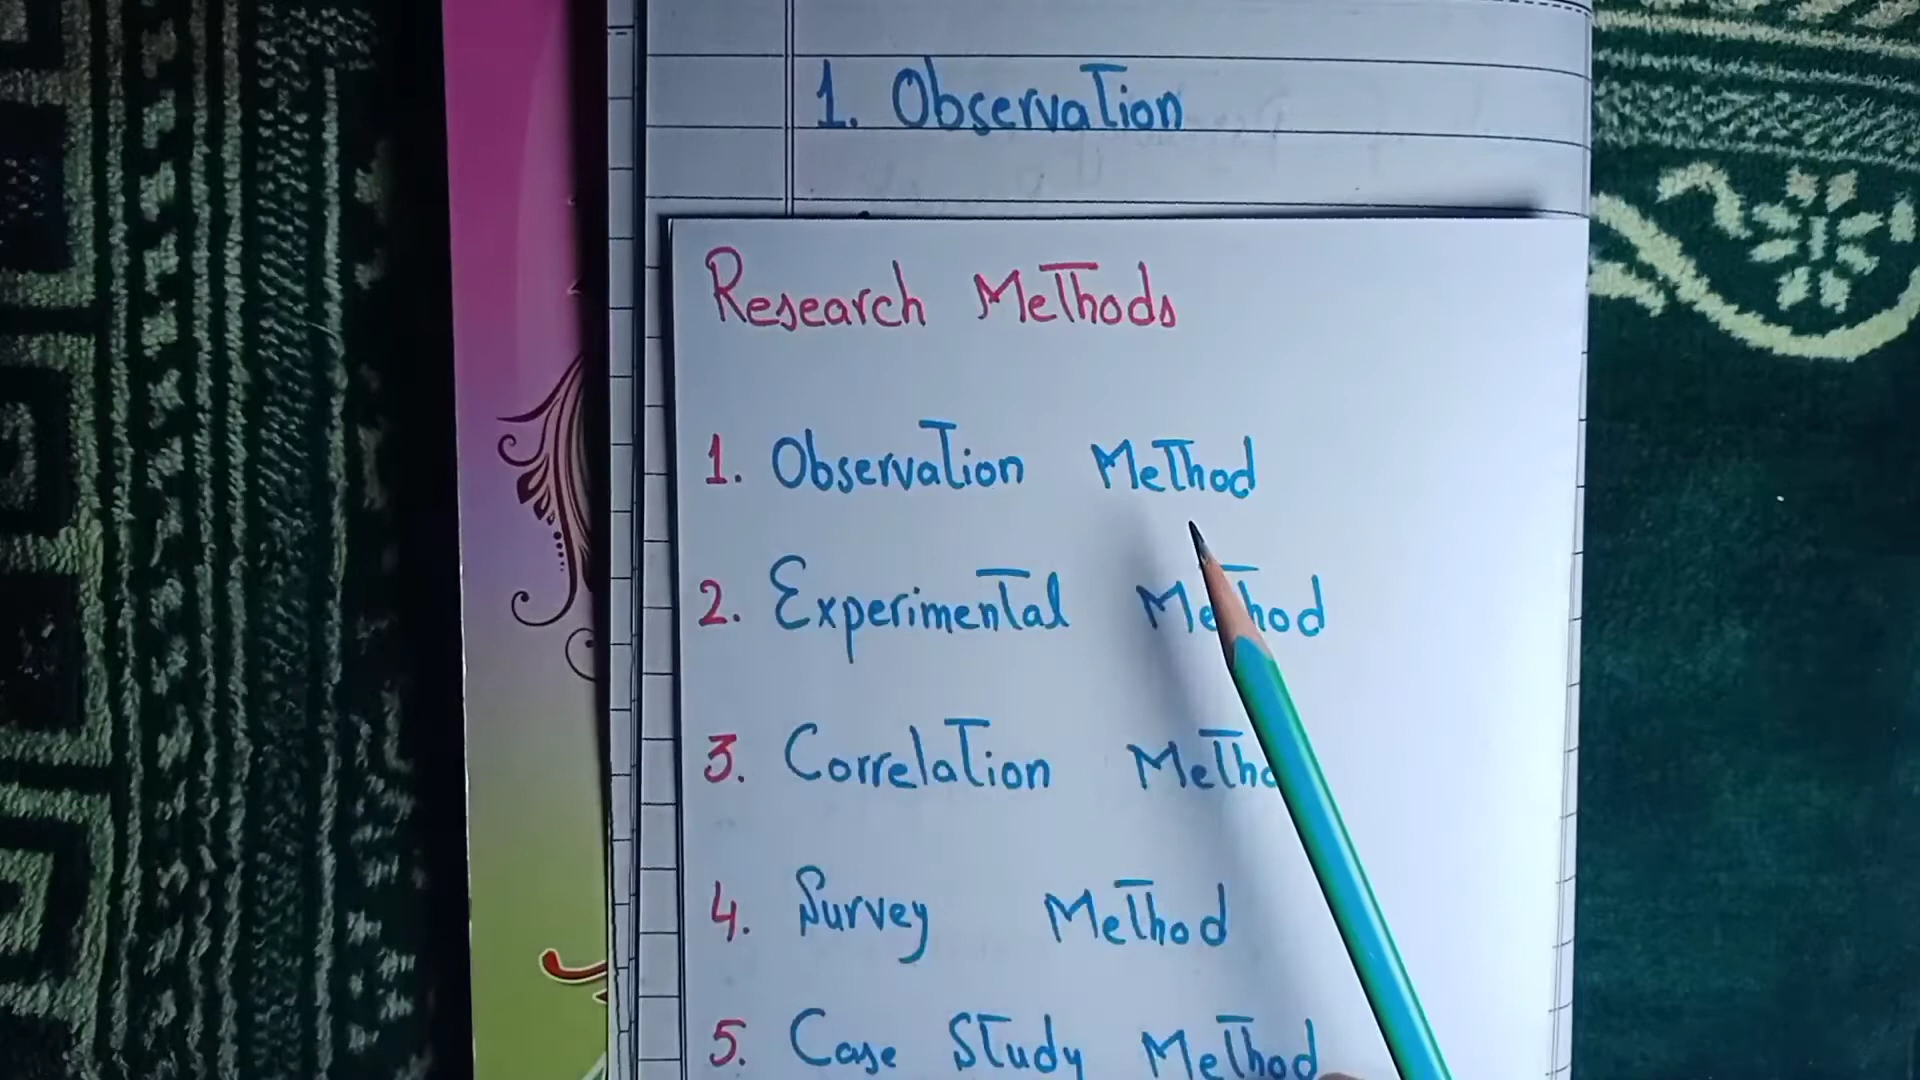 1. Observation
Research Methods
1. Observation Method
2. Experimental Method
3. Correlation Metho
4. Survey Method
5. Case Study Method